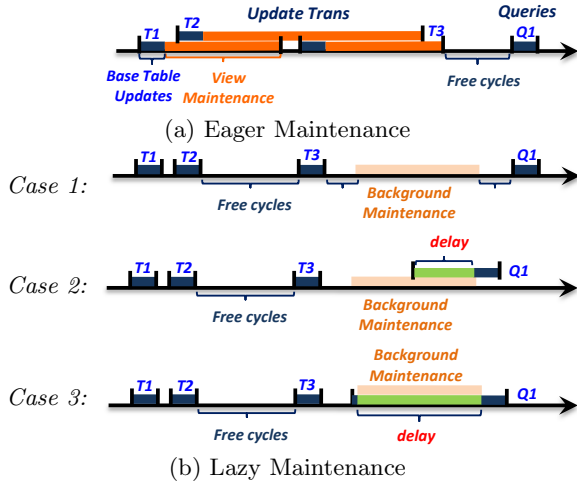 Update Trans Queries
T1 T2 T3 Q1
Base Table
Updates
View
Maintenance
Free cycles
(a) Eager Maintenance
Case 1:
T1 T2 T3 Q1
Free cycles
Background
Maintenance
Case 2:
delay
T1 T2 T3 Q1
Free cycles
Background
Maintenance
Case 3:
Background
Maintenance
T1 T2 T3 Q1
Free cycles
delay
(b) Lazy Maintenance